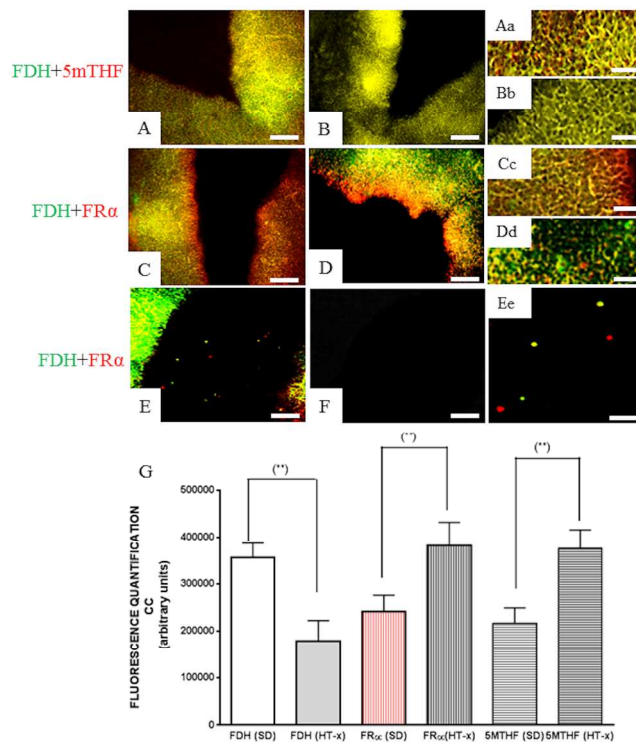 FDH+5mTHF
A
B
Aa
Bb
FDH+FRα
C
D
Cc
Dd
FDH+FRα
E
F
Ee
G
(**)
(**)
(**)
FLUORESCENCE QUANTIFICATION
CC
[arbitrary units)
500000
400000
300000
200000
100000
0
FDH (SD)
FDH (HT-x)
FRα (SD)
FRα(HT-x)
5MTHF (SD)
5MTHF (HT-x)